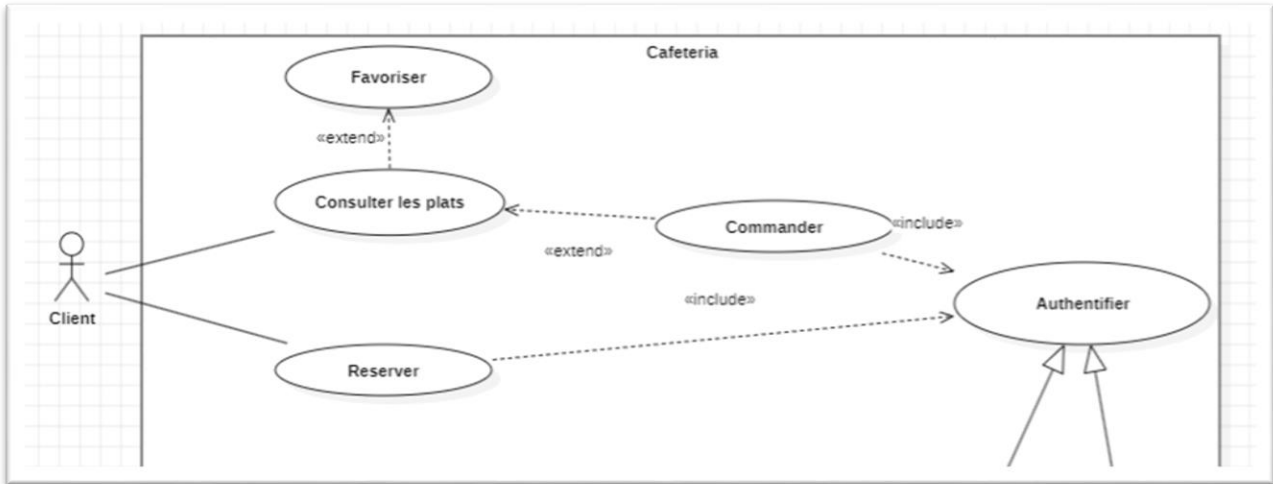 Cafeteria
Favoriser
«extend»
Consulter les plats
Commander
«include»
«extend»
Client
«include»
Authentifier
Reserver